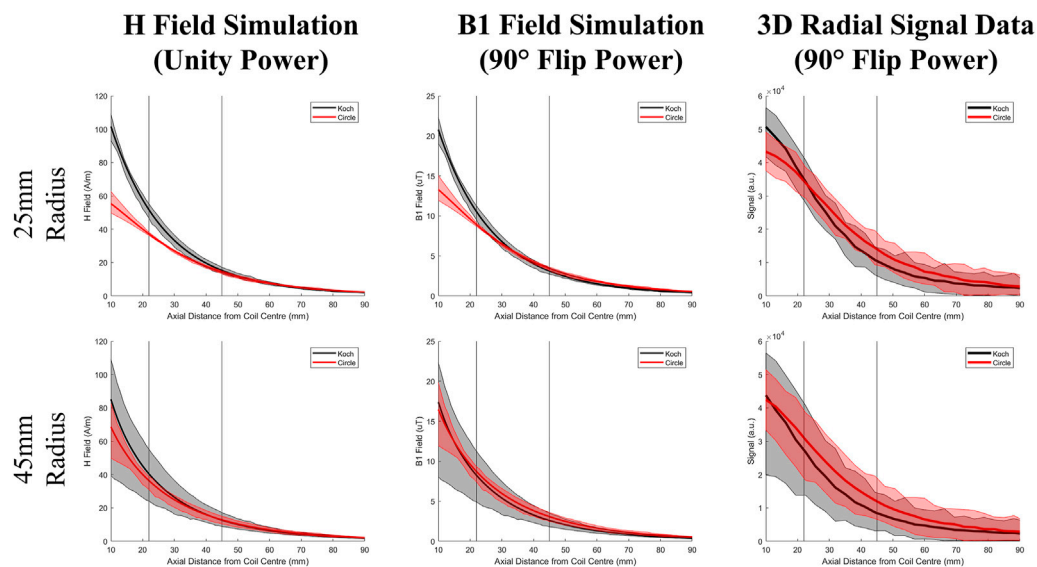 H Field Simulation
(Unity Power)
B1 Field Simulation
(90° Flip Power)
3D Radial Signal Data
(90° Flip Power)
25mm
Radius
120
100
80
60
40
20
0
H Field (A/m)
10 20 30 40 50 60 70 80 90
Axial Distance from Coil Centre (mm)
Koch
Circle
25
20
15
10
5
0
B1 Field (uT)
10 20 30 40 50 60 70 80 90
Axial Distance from Coil Centre (mm)
Koch
Circle
×10⁴
6
5
4
3
2
1
0
Signal (a.u.)
10 20 30 40 50 60 70 80 90
Axial Distance from Coil Centre (mm)
Koch
Circle
45mm
Radius
120
100
80
60
40
20
0
H Field (A/m)
10 20 30 40 50 60 70 80 90
Axial Distance from Coil Centre (mm)
Koch
Circle
25
20
15
10
5
0
B1 Field (uT)
10 20 30 40 50 60 70 80 90
Axial Distance from Coil Centre (mm)
Koch
Circle
×10⁴
6
5
4
3
2
1
0
Signal (a.u.)
10 20 30 40 50 60 70 80 90
Axial Distance from Coil Centre (mm)
Koch
Circle